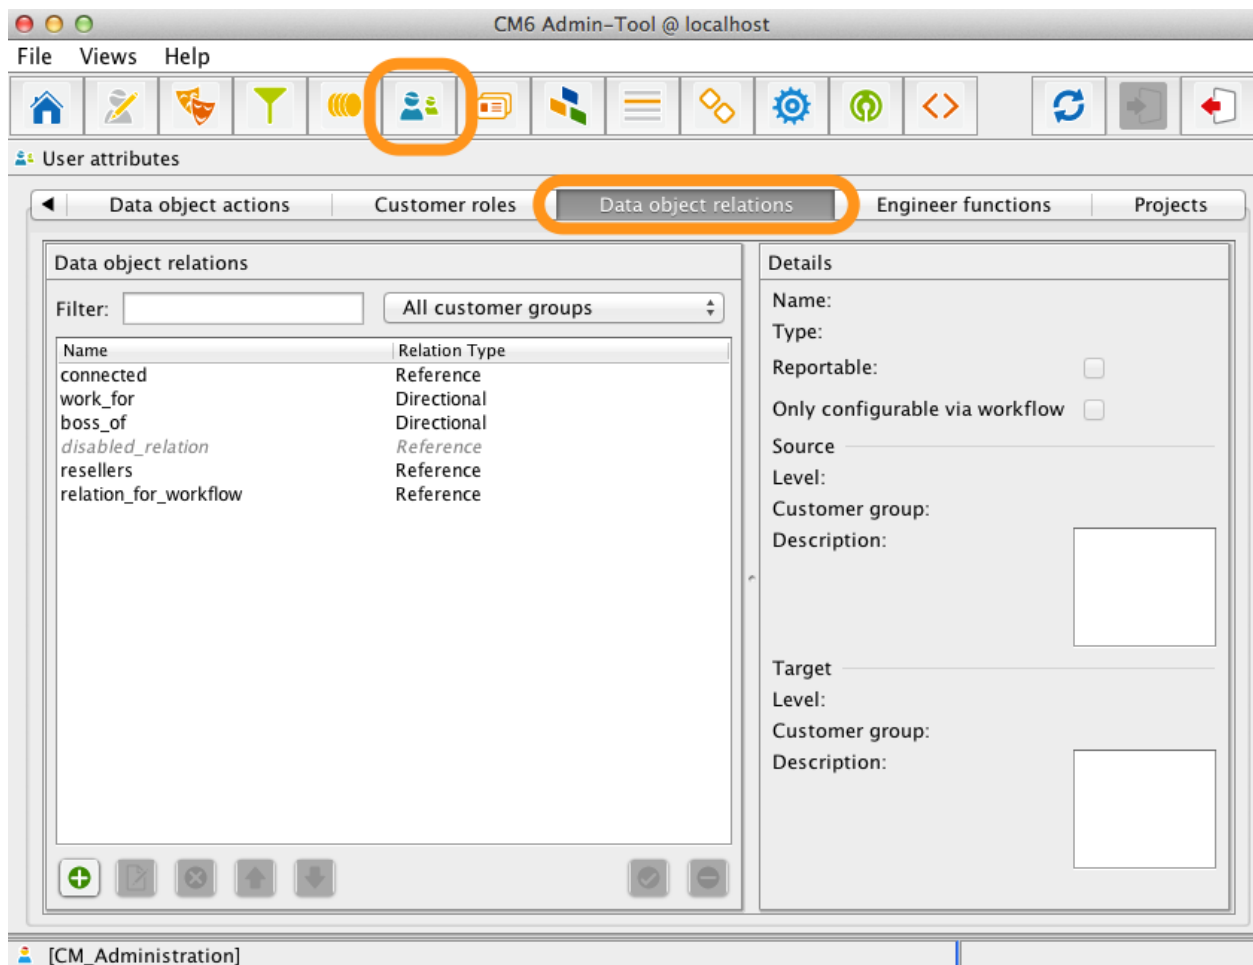 CM6 Admin-Tool @ localhost
File Views Help
User attributes
Data object actions Customer roles Data object relations Engineer functions Projects
Data object relations
Filter: All customer groups
Name Relation Type
connected Reference
work_for Directional
boss_of Directional
disabled_relation Reference
resellers Reference
relation_for_workflow Reference
Details
Name:
Type:
Reportable:
Only configurable via workflow
Source
Level:
Customer group:
Description:
Target
Level:
Customer group:
Description:
[CM_Administration]